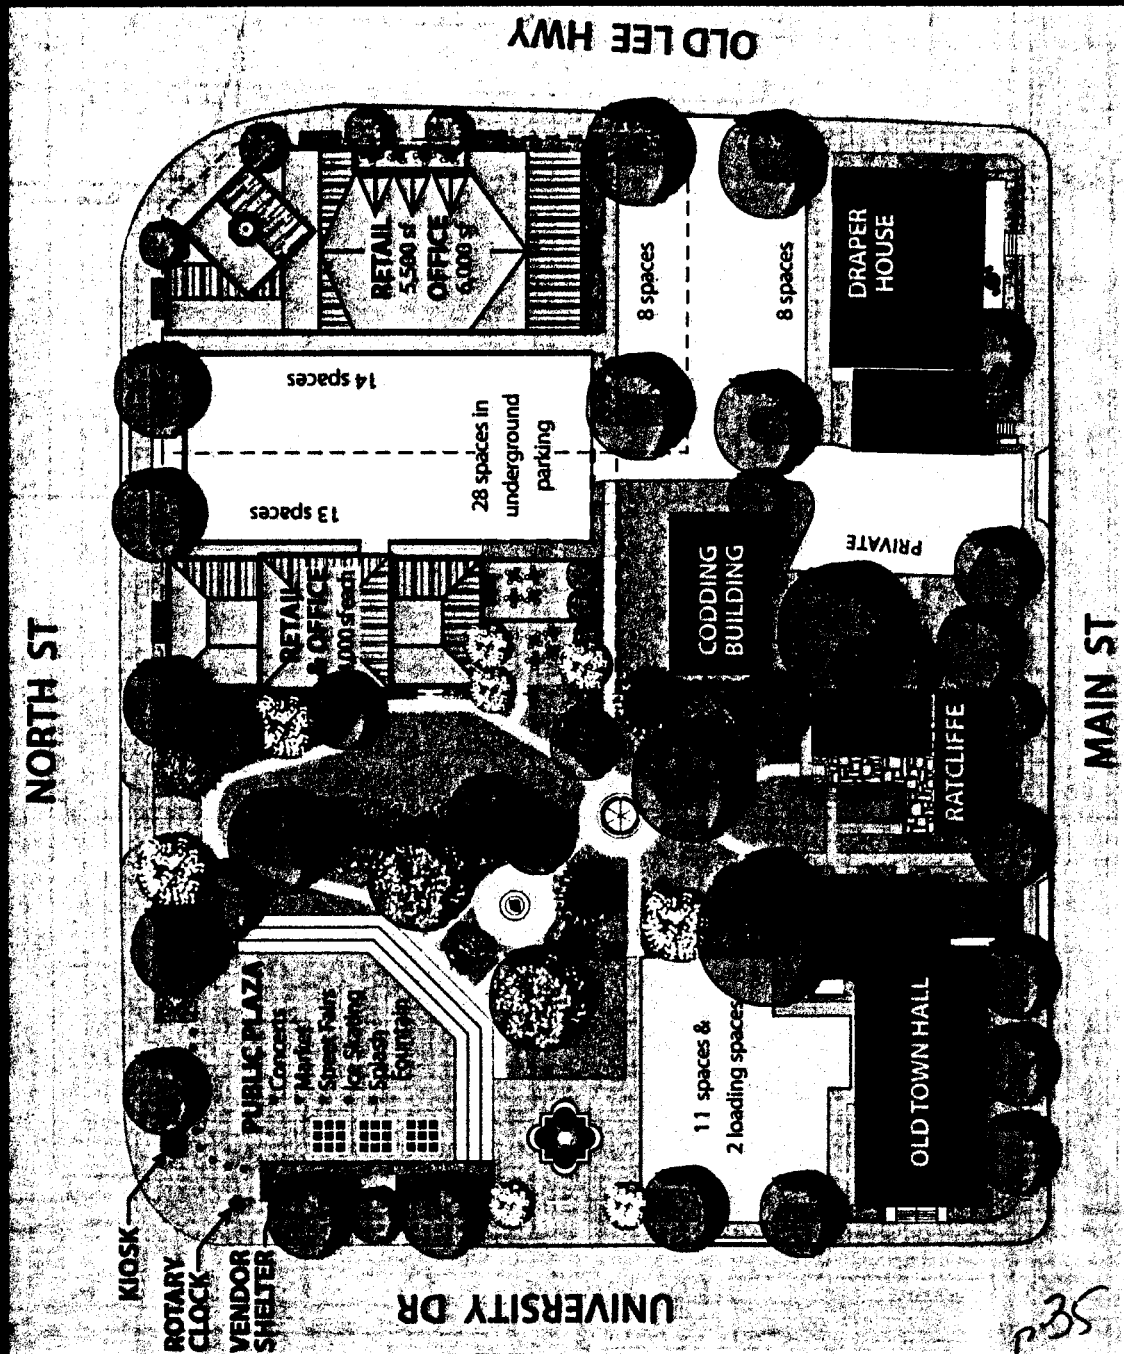 OLD LEE HWY
NORTH ST
MAIN ST
UNIVERSITY DR
RETAIL
5,500 sf
OFFICE
6,000 sf
8 spaces
8 spaces
DRAPER
HOUSE
14 spaces
13 spaces
28 spaces in
underground
parking
RETAIL
& OFFICE
,000 sf each
CODDING
BUILDING
PRIVATE
RATCLIFFE
PUBLIC PLAZA
• Concerts
• Market
• Street Fairs
• Ice Skating
• Splash
Fountain
11 spaces &
2 loading spaces
OLD TOWN HALL
KIOSK
ROTARY
CLOCK
VENDOR
SHELTER